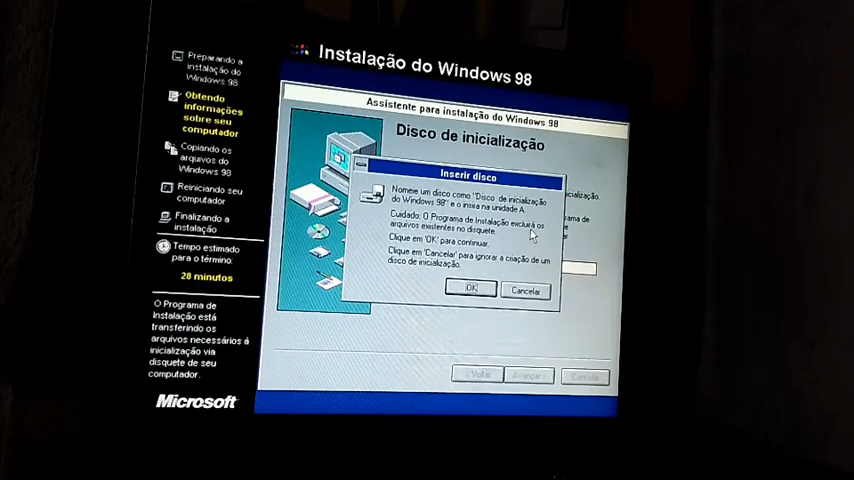 Instalação do Windows 98
Preparando a
instalação do
Windows 98
Obtendo
informações
sobre seu
computador
Copiando os
arquivos do
Windows 98
Reiniciando seu
computador
Finalizando a
instalação
Tempo estimado
para o término:
28 minutos
O Programa de
Instalação está
transferindo os
arquivos necessários à
inicialização via
disquete de seu
computador.
Microsoft
Assistente para instalação do Windows 98
Disco de inicialização
Inserir disco
Nomeie um disco como "Disco de inicialização
do Windows 98" e o insira na unidade A.
Cuidado: O Programa de Instalação excluirá os
arquivos existentes no disquete.
Clique em 'OK' para continuar.
Clique em 'Cancelar' para ignorar a criação de um
disco de inicialização.
OK
Cancelar
inicialização.
< Voltar
Avançar >
Cancelar